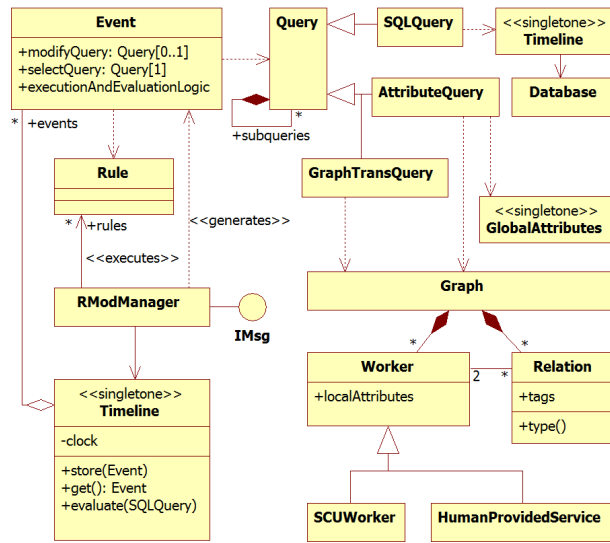 Event
+modifyQuery: Query[0..1]
+selectQuery: Query[1]
+executionAndEvaluationLogic
Query
SQLQuery
<<singletone>>
Timeline
Database
AttributeQuery
* +events
*
+subqueries
Rule
GraphTransQuery
<<singletone>>
GlobalAttributes
* +rules
<<generates>>
<<executes>>
RModManager
IMsg
Graph
* *
Worker
+localAttributes
2 *
Relation
+tags
+type()
<<singletone>>
Timeline
-clock
+store(Event)
+get(): Event
+evaluate(SQLQuery)
SCUWorker
HumanProvidedService